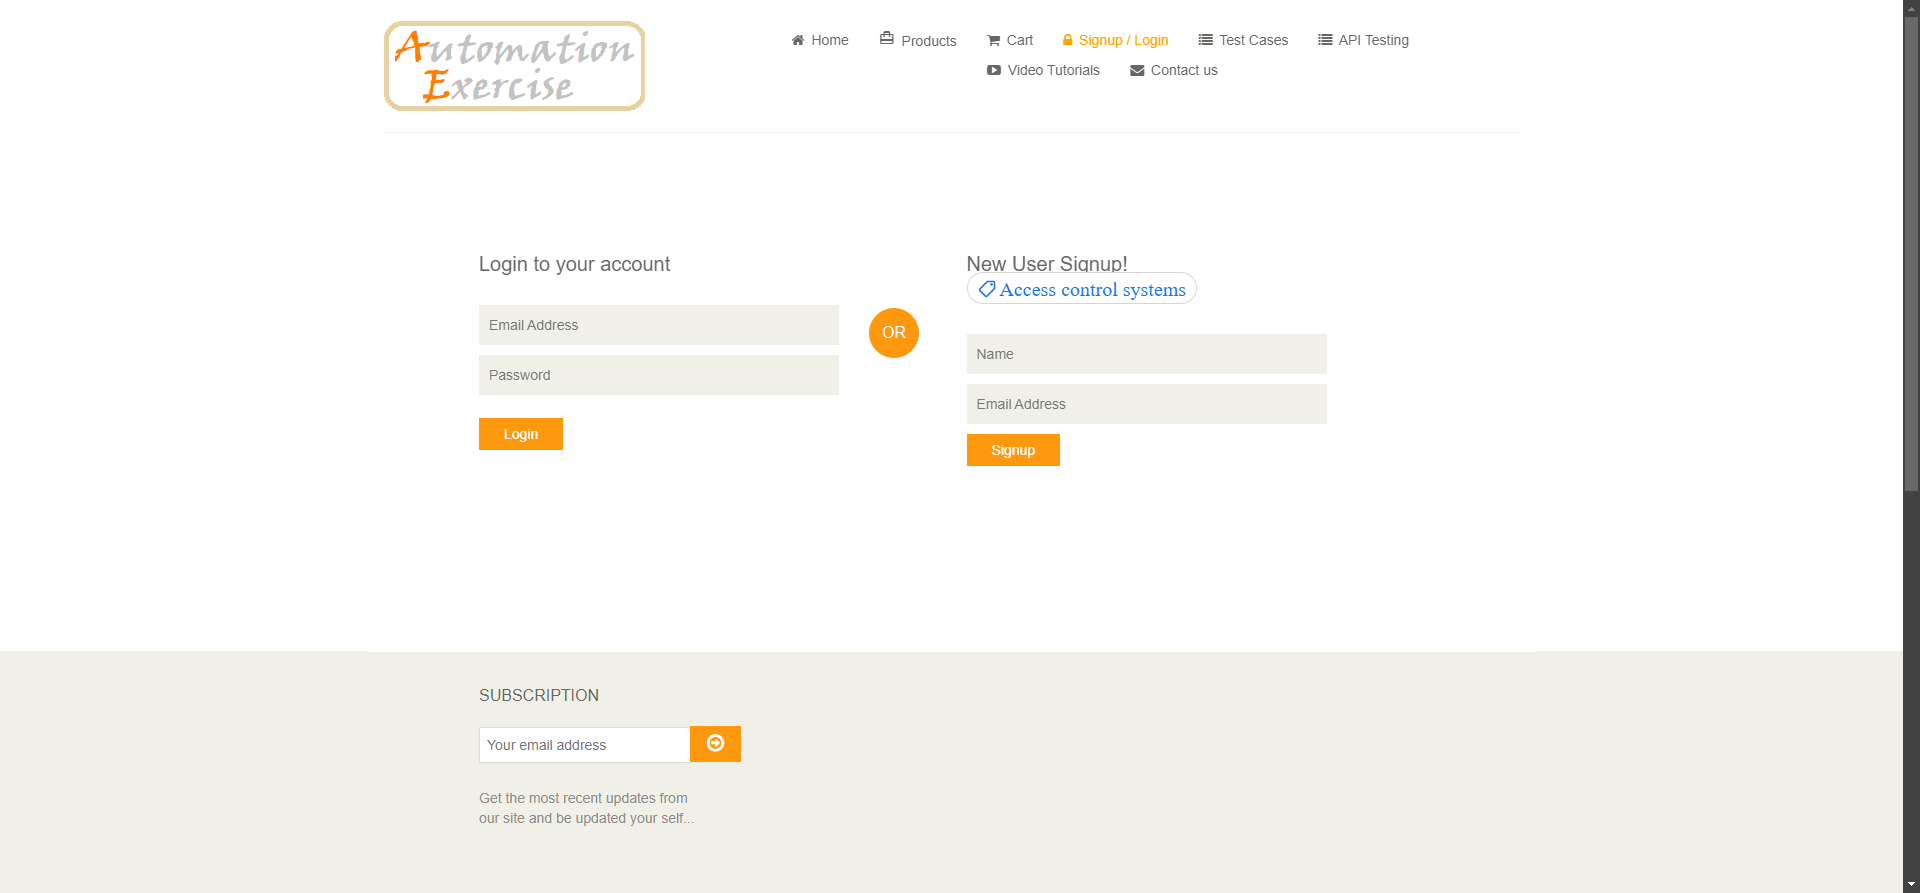 Automation
Exercise
Home
Products
Cart
Signup / Login
Test Cases
API Testing
Video Tutorials
Contact us
Login to your account
Email Address
Password
Login
OR
New User Signup!
Access control systems
Name
Email Address
Signup
SUBSCRIPTION
Your email address
Get the most recent updates from
our site and be updated your self...